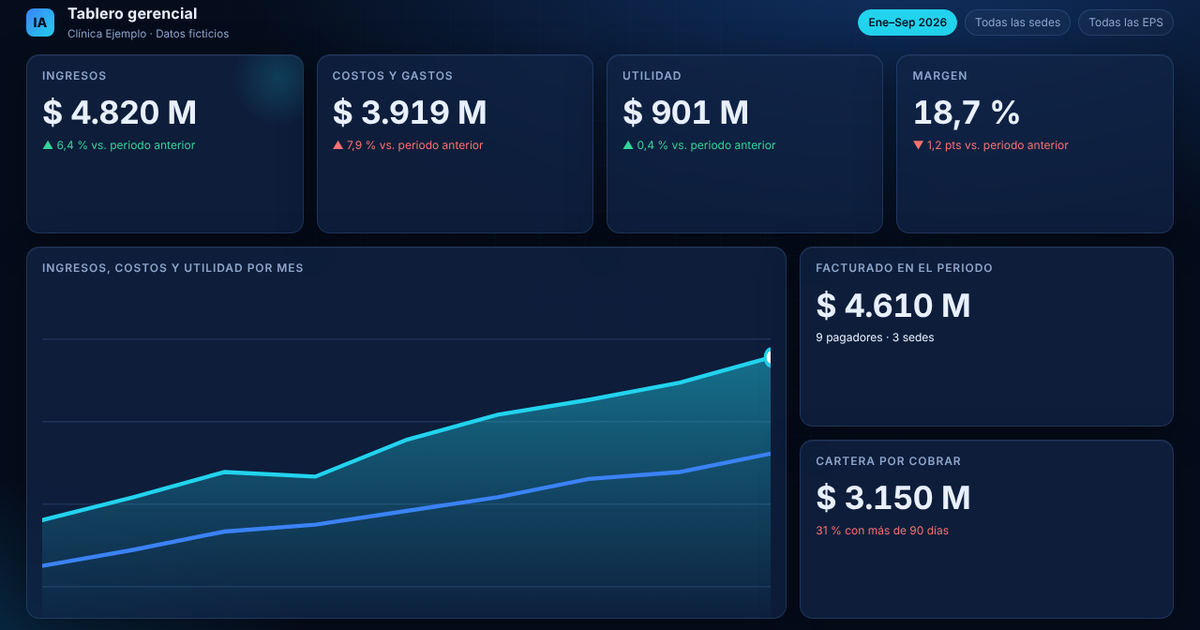 IA
Tablero gerencial
Clínica Ejemplo · Datos ficticios
Ene–Sep 2026
Todas las sedes
Todas las EPS
INGRESOS
$ 4.820 M
▲ 6,4 % vs. periodo anterior
COSTOS Y GASTOS
$ 3.919 M
▲ 7,9 % vs. periodo anterior
UTILIDAD
$ 901 M
▲ 0,4 % vs. periodo anterior
MARGEN
18,7 %
▼ 1,2 pts vs. periodo anterior
INGRESOS, COSTOS Y UTILIDAD POR MES
FACTURADO EN EL PERIODO
$ 4.610 M
9 pagadores · 3 sedes
CARTERA POR COBRAR
$ 3.150 M
31 % con más de 90 días